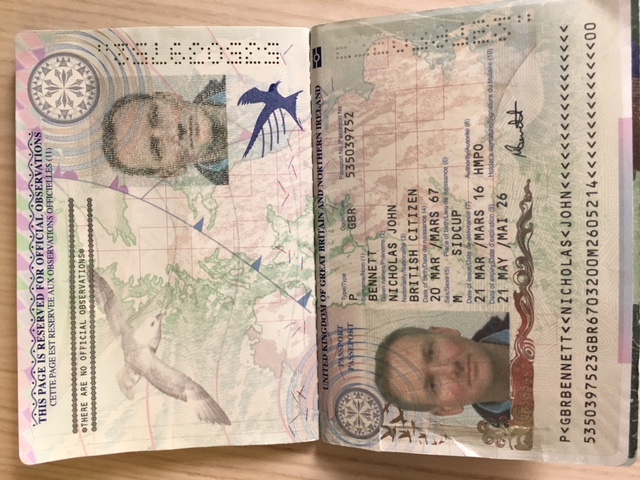 THIS PAGE IS RESERVED FOR OFFICIAL OBSERVATIONS
CETTE PAGE EST RESERVEE AUX OBSERVATIONS OFFICIELLES (11)
*THERE ARE NO OFFICIAL OBSERVATIONS*
UNITED KINGDOM OF GREAT BRITAIN AND NORTHERN IRELAND
PASSPORT
PASSEPORT
Type/Type Code/Code Passport No./Passeport No.
P GBR 535039752
Surname/Nom (1)
BENNETT
Given names/Prénoms (2)
NICHOLAS JOHN
Nationality/Nationalité (3)
BRITISH CITIZEN
Date of birth/Date de naissance (4)
20 MAR /MARS 67
Sex/Sexe (5) Place of birth/Lieu de naissance (6)
M SIDCUP
Date of issue/Date de délivrance (7) Authority/Autorité (8)
21 MAR /MARS 16 HMPO
Date of expiry/Date d'expiration (9) Holder's signature/Signature du titulaire (10)
21 MAY /MAI 26
P<GBRBENNETT<<NICHOLAS<JOHN<<<<<<<<<<<<<<<<<
5350397523GBR6703200M2605214<<<<<<<<<<<<<<00